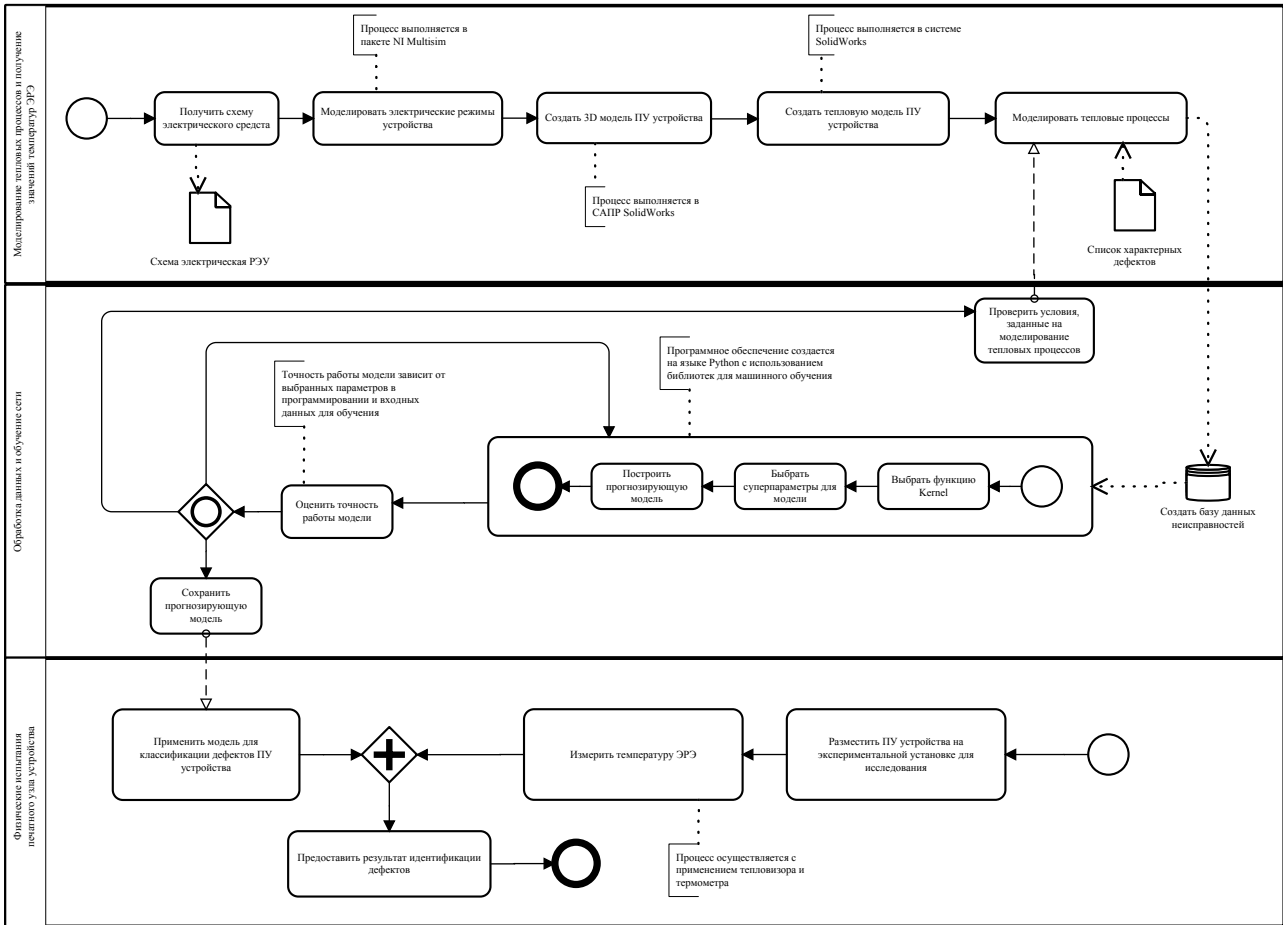 Моделирование тепловых процессов и получение
значений температур ЭРЭ
Процесс выполняется в
пакете NI Multisim
Процесс выполняется в системе
SolidWorks
Получить схему
электрического средста
Моделировать электрические режимы
устройства
Создать 3D модель ПУ устройства
Создать тепловую модель ПУ
устройства
Моделировать тепловые процессы
Процесс выполняется в
САПР SolidWorks
Схема электрическая РЭУ
Список характерных
дефектов
Обработка данных и обучение сети
Проверить условия,
заданные на
моделирование
тепловых процессов
Программное обеспечение создается
на языке Python с использованием
библиотек для машинного обучения
Точность работы модели зависит от
выбранных параметров в
программировании и входных
данных для обучения
Построить
прогнозирующую
модель
Выбрать
суперпараметры для
модели
Выбрать функцию
Kernel
Оценить точность
работы модели
Создать базу данных
неисправностей
Сохранить
прогнозирующую
модель
Физические испытания
печатного узла устройства
Применить модель для
классификации дефектов ПУ
устройства
Измерить температуру ЭРЭ
Разместить ПУ устройства на
экспериментальной установке для
исследования
Предоставить результат идентификации
дефектов
Процесс осуществляется с
применением тепловизора и
термометра